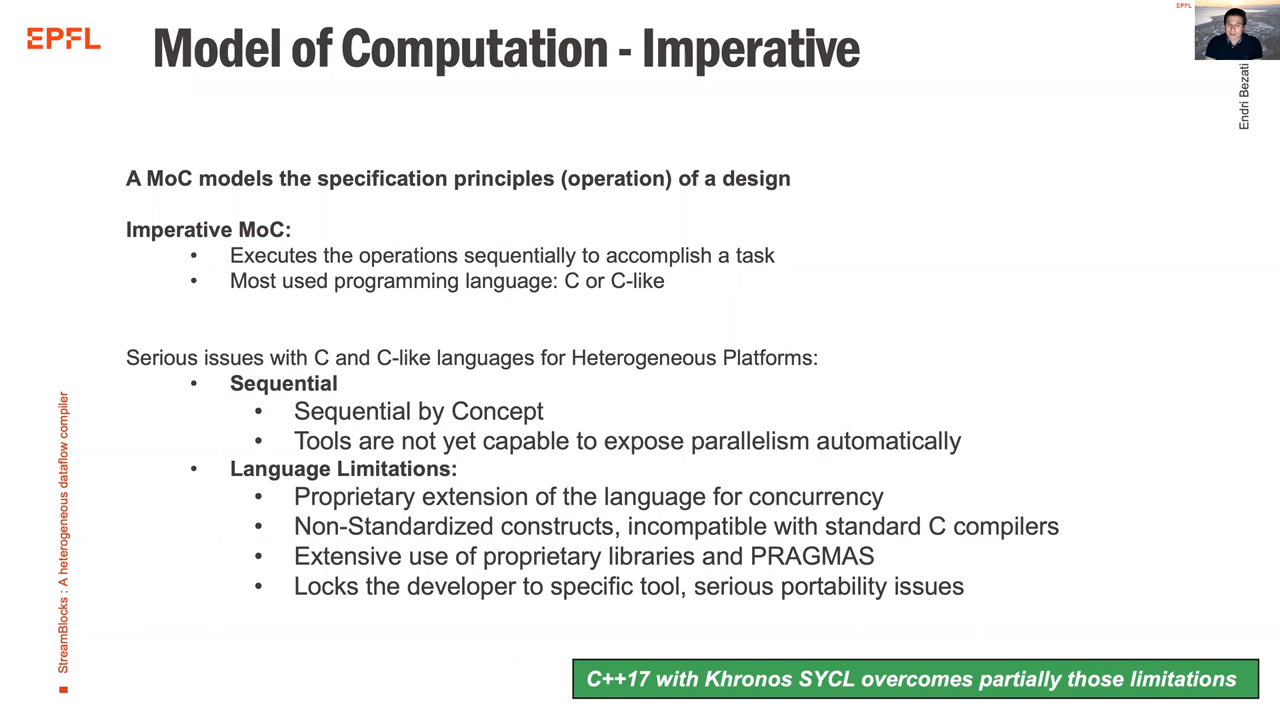 EPFL
Model of Computation - Imperative
EPFL
Endri Bezati
A MoC models the specification principles (operation) of a design
Imperative MoC:
• Executes the operations sequentially to accomplish a task
• Most used programming language: C or C-like
Serious issues with C and C-like languages for Heterogeneous Platforms:
• Sequential
• Sequential by Concept
• Tools are not yet capable to expose parallelism automatically
• Language Limitations:
• Proprietary extension of the language for concurrency
• Non-Standardized constructs, incompatible with standard C compilers
• Extensive use of proprietary libraries and PRAGMAS
• Locks the developer to specific tool, serious portability issues
StreamBlocks : A heterogeneous dataflow compiler
C++17 with Khronos SYCL overcomes partially those limitations